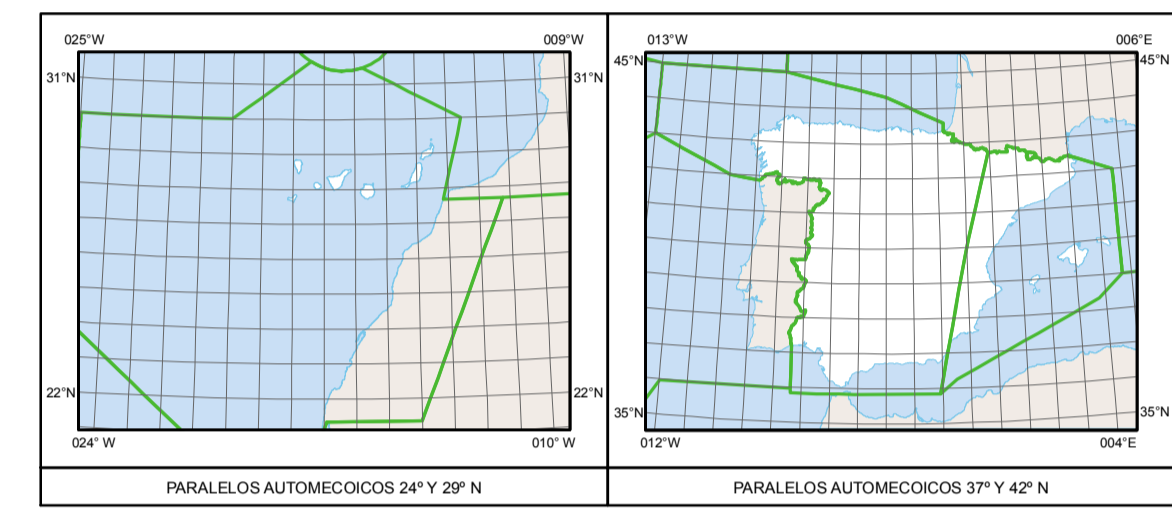 025°W 009°W 013°W 006°E
31°N 31°N 45°N 45°N
22°N 22°N 35°N 35°N
024° W 010° W 012°W 004°E
PARALELOS AUTOMECOICOS 24º Y 29º N
PARALELOS AUTOMECOICOS 37º Y 42º N